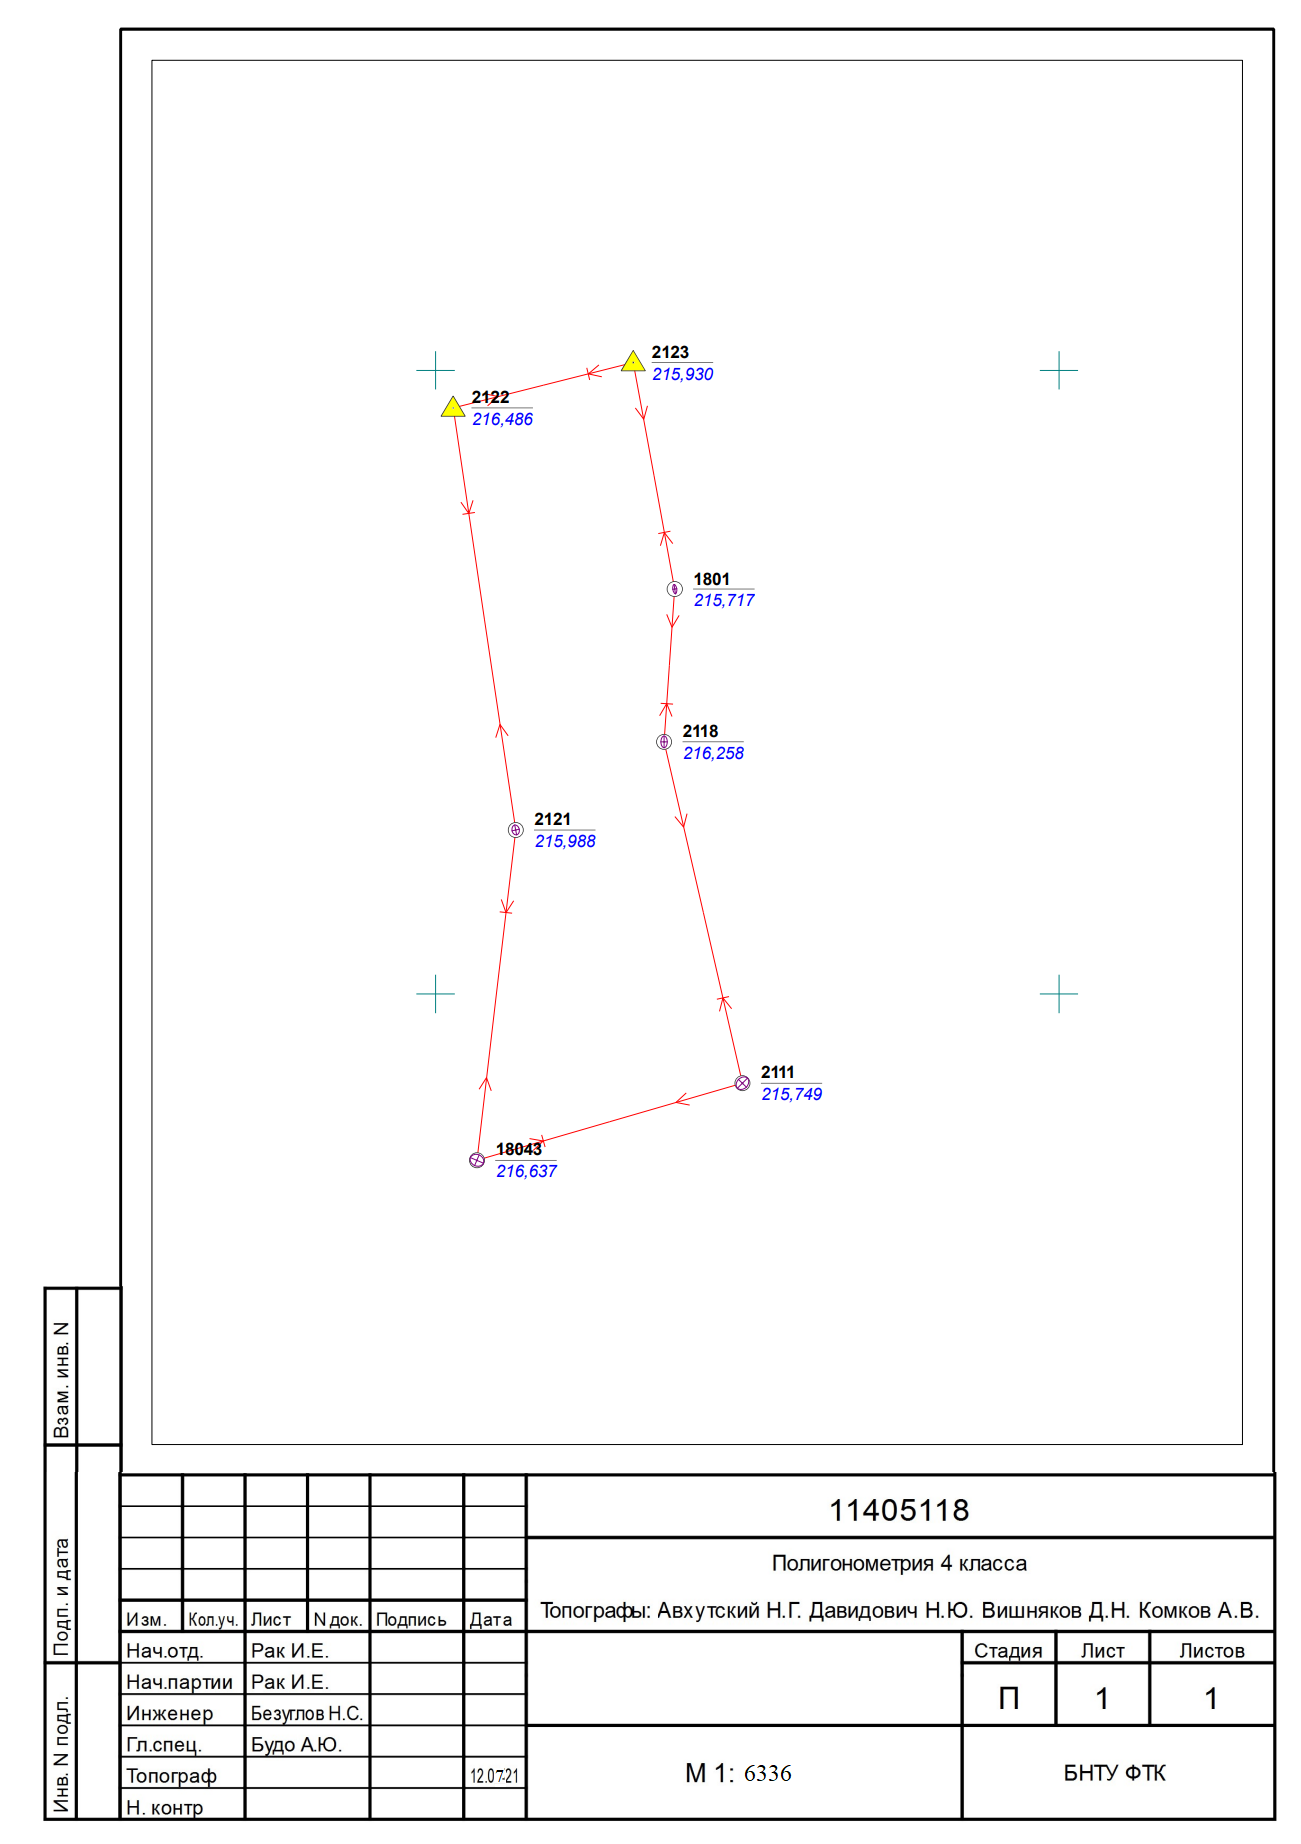 2123
215,930
2122
216,486
1801
215,717
2118
216,258
2121
215,988
2111
215,749
18043
216,637
Взам. инв. N
Подп. и дата
Инв. N подл.
11405118
Полигонометрия 4 класса
Топографы: Авхутский Н.Г. Давидович Н.Ю. Вишняков Д.Н. Комков А.В.
Изм. Кол.уч. Лист N док. Подпись Дата
Нач.отд. Рак И.Е.
Нач.партии Рак И.Е.
Инженер Безуглов Н.С.
Гл.спец. Будо А.Ю.
Топограф 12.07.21
Н. контр
Стадия Лист Листов
П 1 1
М 1: 6336
БНТУ ФТК